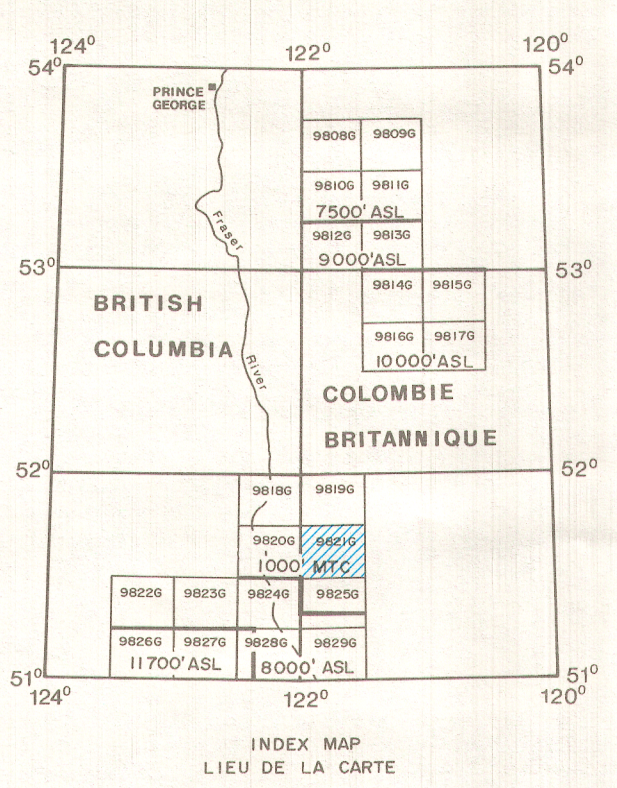 124° 122° 120°
54° 54°
PRINCE
GEORGE
9808G 9809G
9810G 9811G
7500' ASL
Fraser
9812G 9813G
9000' ASL
53° 53°
9814G 9815G
BRITISH
9816G 9817G
COLUMBIA
River
10000' ASL
COLOMBIE
BRITANNIQUE
52° 52°
9818G 9819G
9820G 9821G
1000' MTC
9822G 9823G 9824G 9825G
9826G 9827G 9828G 9829G
11700' ASL 8000' ASL
51° 51°
124° 122° 120°
INDEX MAP
LIEU DE LA CARTE